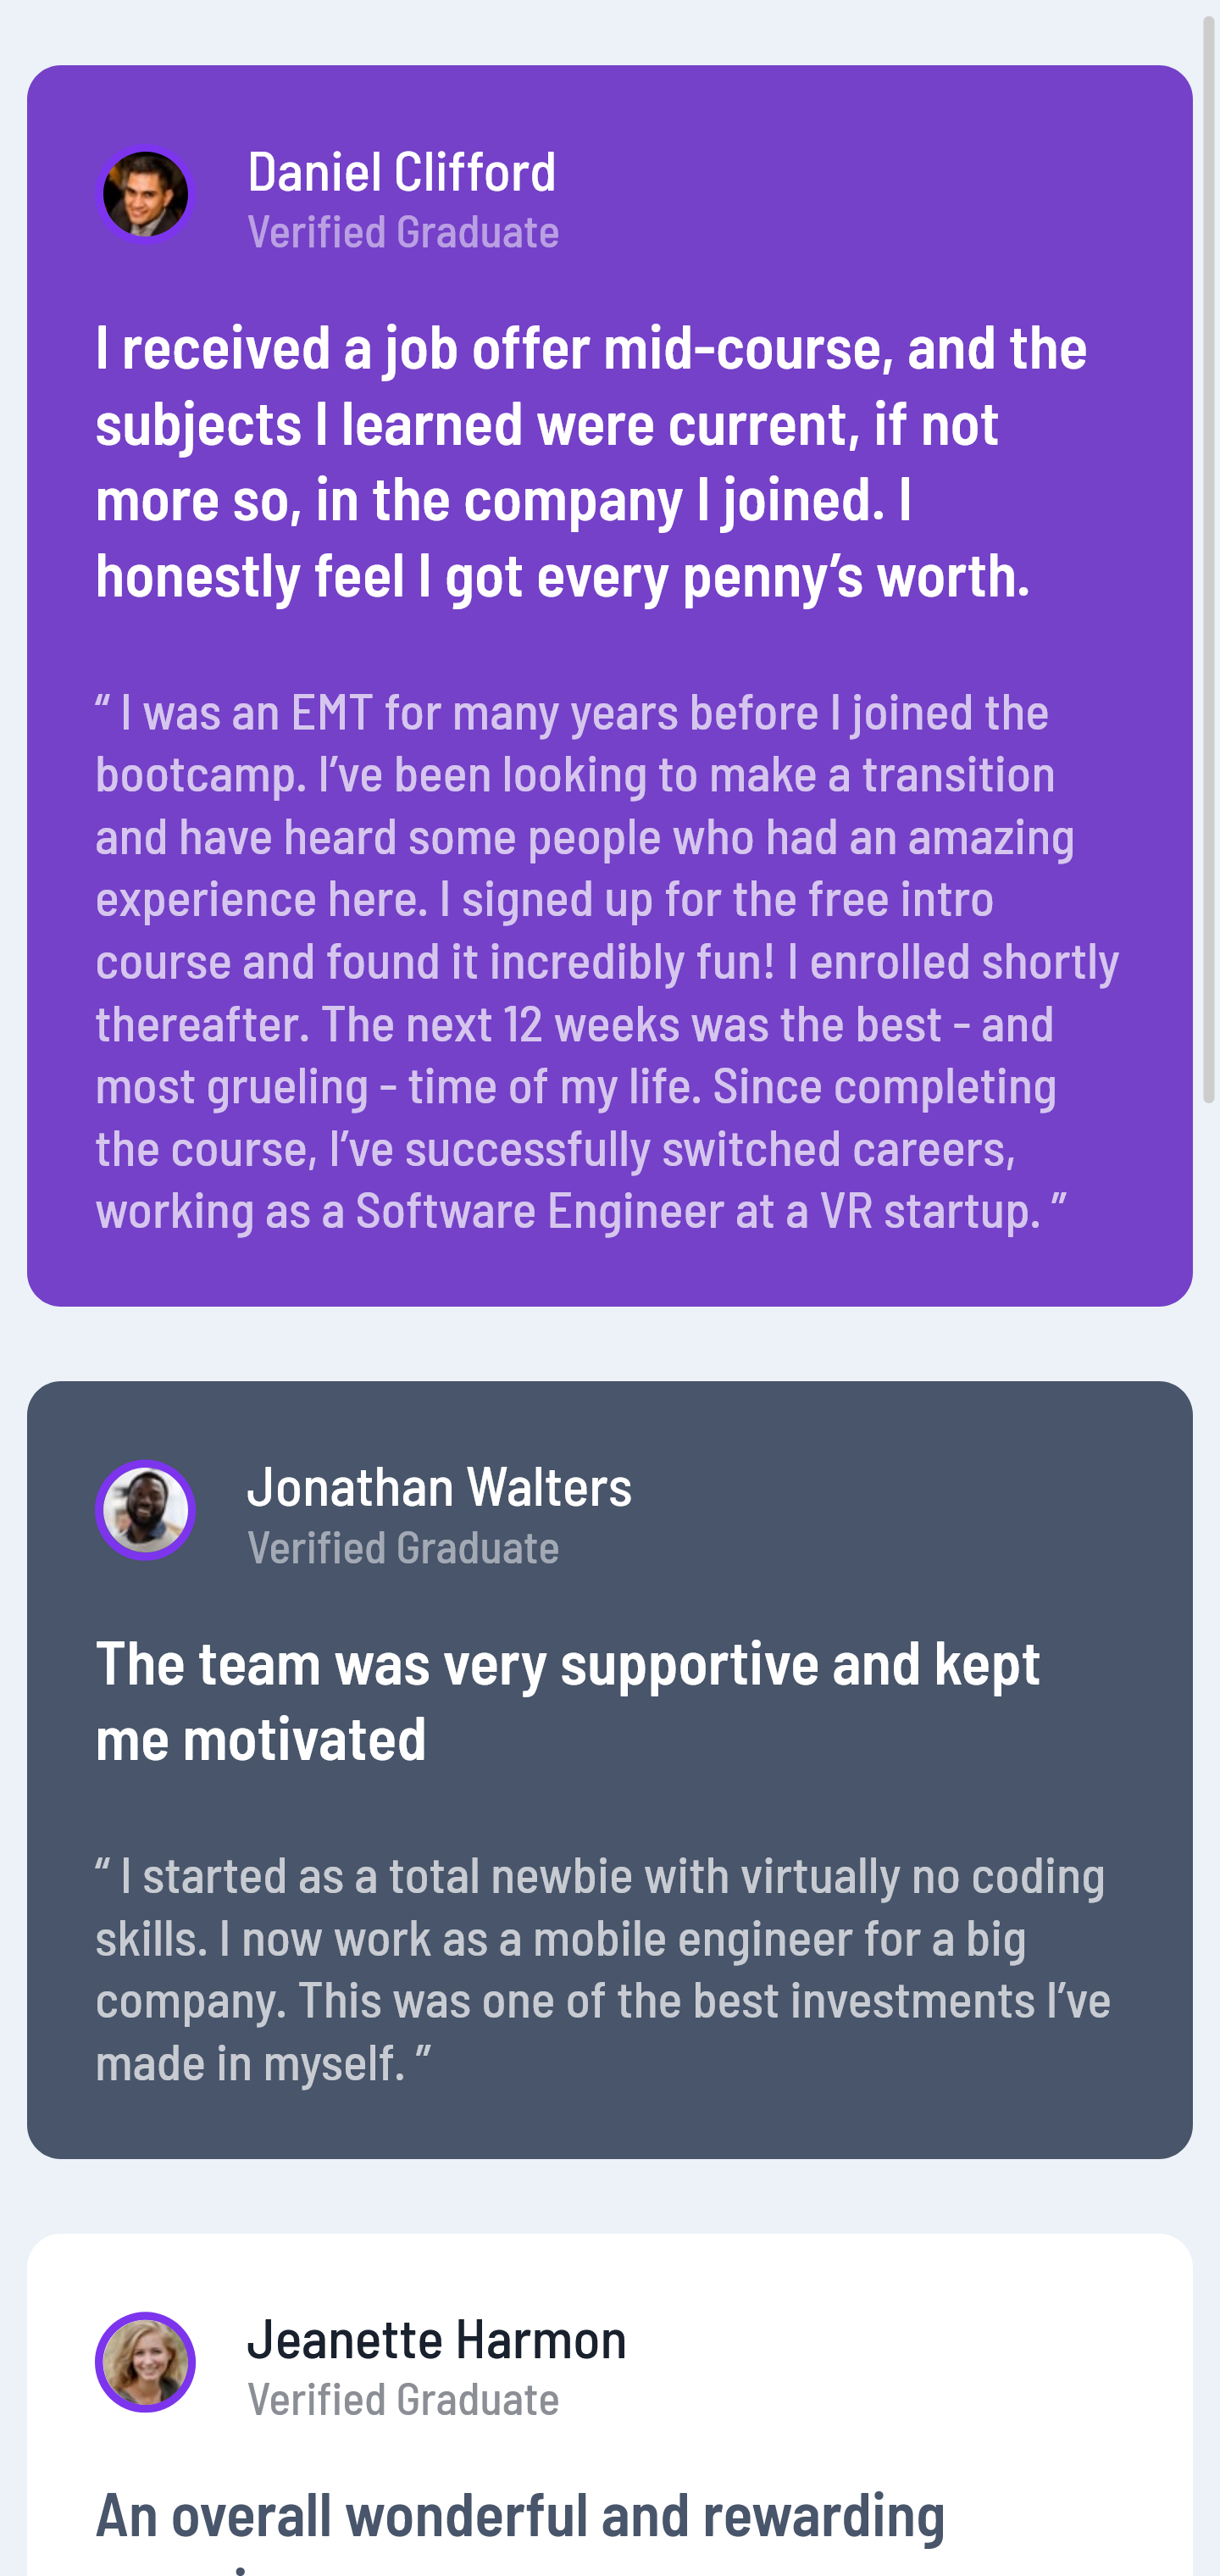 Daniel Clifford
Verified Graduate
I received a job offer mid-course, and the
subjects I learned were current, if not
more so, in the company I joined. I
honestly feel I got every penny’s worth.
“ I was an EMT for many years before I joined the
bootcamp. I’ve been looking to make a transition
and have heard some people who had an amazing
experience here. I signed up for the free intro
course and found it incredibly fun! I enrolled shortly
thereafter. The next 12 weeks was the best - and
most grueling - time of my life. Since completing
the course, I’ve successfully switched careers,
working as a Software Engineer at a VR startup. ”
Jonathan Walters
Verified Graduate
The team was very supportive and kept
me motivated
“ I started as a total newbie with virtually no coding
skills. I now work as a mobile engineer for a big
company. This was one of the best investments I’ve
made in myself. ”
Jeanette Harmon
Verified Graduate
An overall wonderful and rewarding